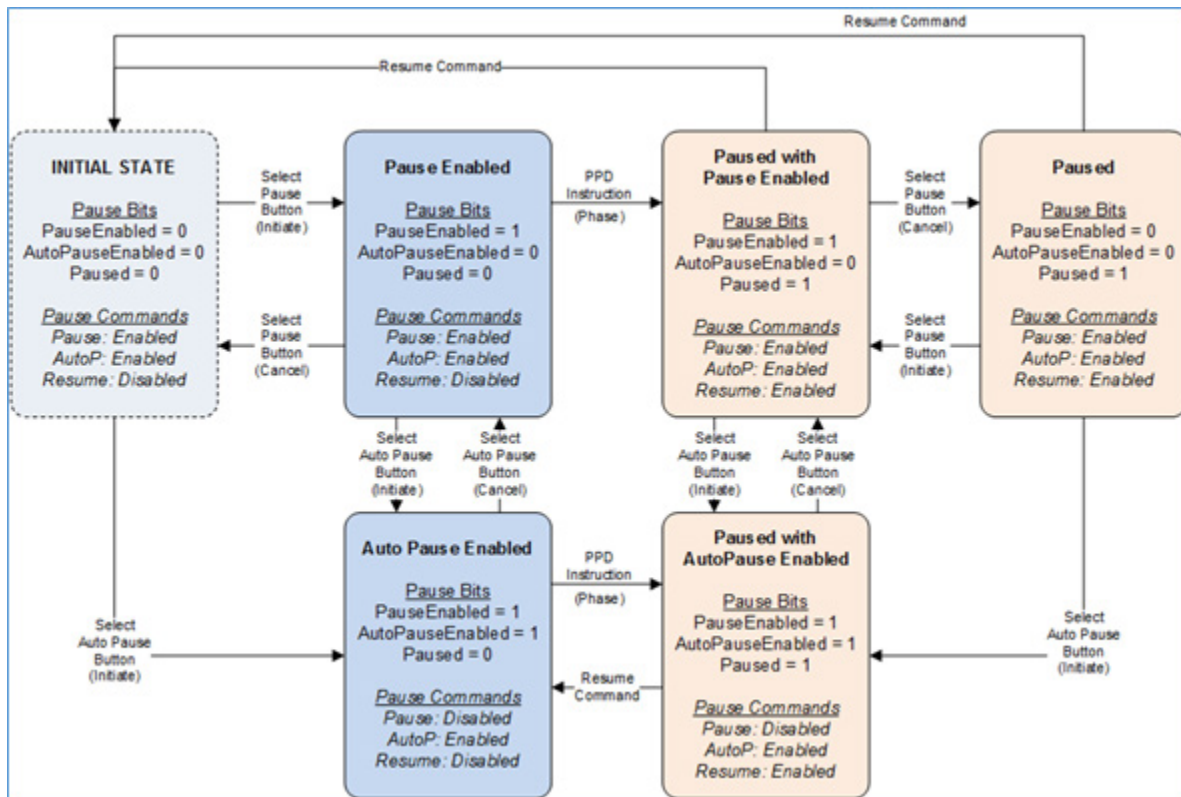 Resume Command
Resume Command
INITIAL STATE
Pause Bits
PauseEnabled = 0
AutoPauseEnabled = 0
Paused = 0
Pause Commands
Pause: Enabled
AutoP: Enabled
Resume: Disabled
Select
Pause
Button
(Initiate)
Select
Pause
Button
(Cancel)
Pause Enabled
Pause Bits
PauseEnabled = 1
AutoPauseEnabled = 0
Paused = 0
Pause Commands
Pause: Enabled
AutoP: Enabled
Resume: Disabled
PPD
Instruction
(Phase)
Paused with
Pause Enabled
Pause Bits
PauseEnabled = 1
AutoPauseEnabled = 0
Paused = 1
Pause Commands
Pause: Enabled
AutoP: Enabled
Resume: Enabled
Select
Pause
Button
(Cancel)
Select
Pause
Button
(Initiate)
Paused
Pause Bits
PauseEnabled = 0
AutoPauseEnabled = 0
Paused = 1
Pause Commands
Pause: Enabled
AutoP: Enabled
Resume: Enabled
Select
Auto Pause
Button
(Initiate)
Select
Auto Pause
Button
(Cancel)
Select
Auto Pause
Button
(Initiate)
Select
Auto Pause
Button
(Cancel)
Select
Auto Pause
Button
(Initiate)
Auto Pause Enabled
Pause Bits
PauseEnabled = 1
AutoPauseEnabled = 1
Paused = 0
Pause Commands
Pause: Disabled
AutoP: Enabled
Resume: Disabled
PPD
Instruction
(Phase)
Resume
Command
Paused with
AutoPause Enabled
Pause Bits
PauseEnabled = 1
AutoPauseEnabled = 1
Paused = 1
Pause Commands
Pause: Disabled
AutoP: Enabled
Resume: Enabled
Select
Auto Pause
Button
(Initiate)